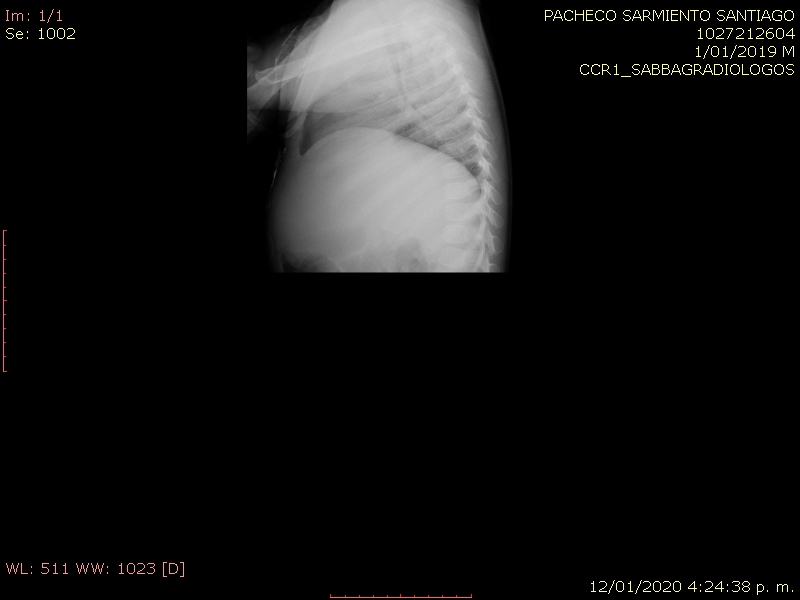 Im: 1/1
Se: 1002
PACHECO SARMIENTO SANTIAGO
1027212604
1/01/2019 M
CCR1_SABBAGRADIOLOGOS
WL: 511 WW: 1023 [D]
12/01/2020 4:24:38 p. m.